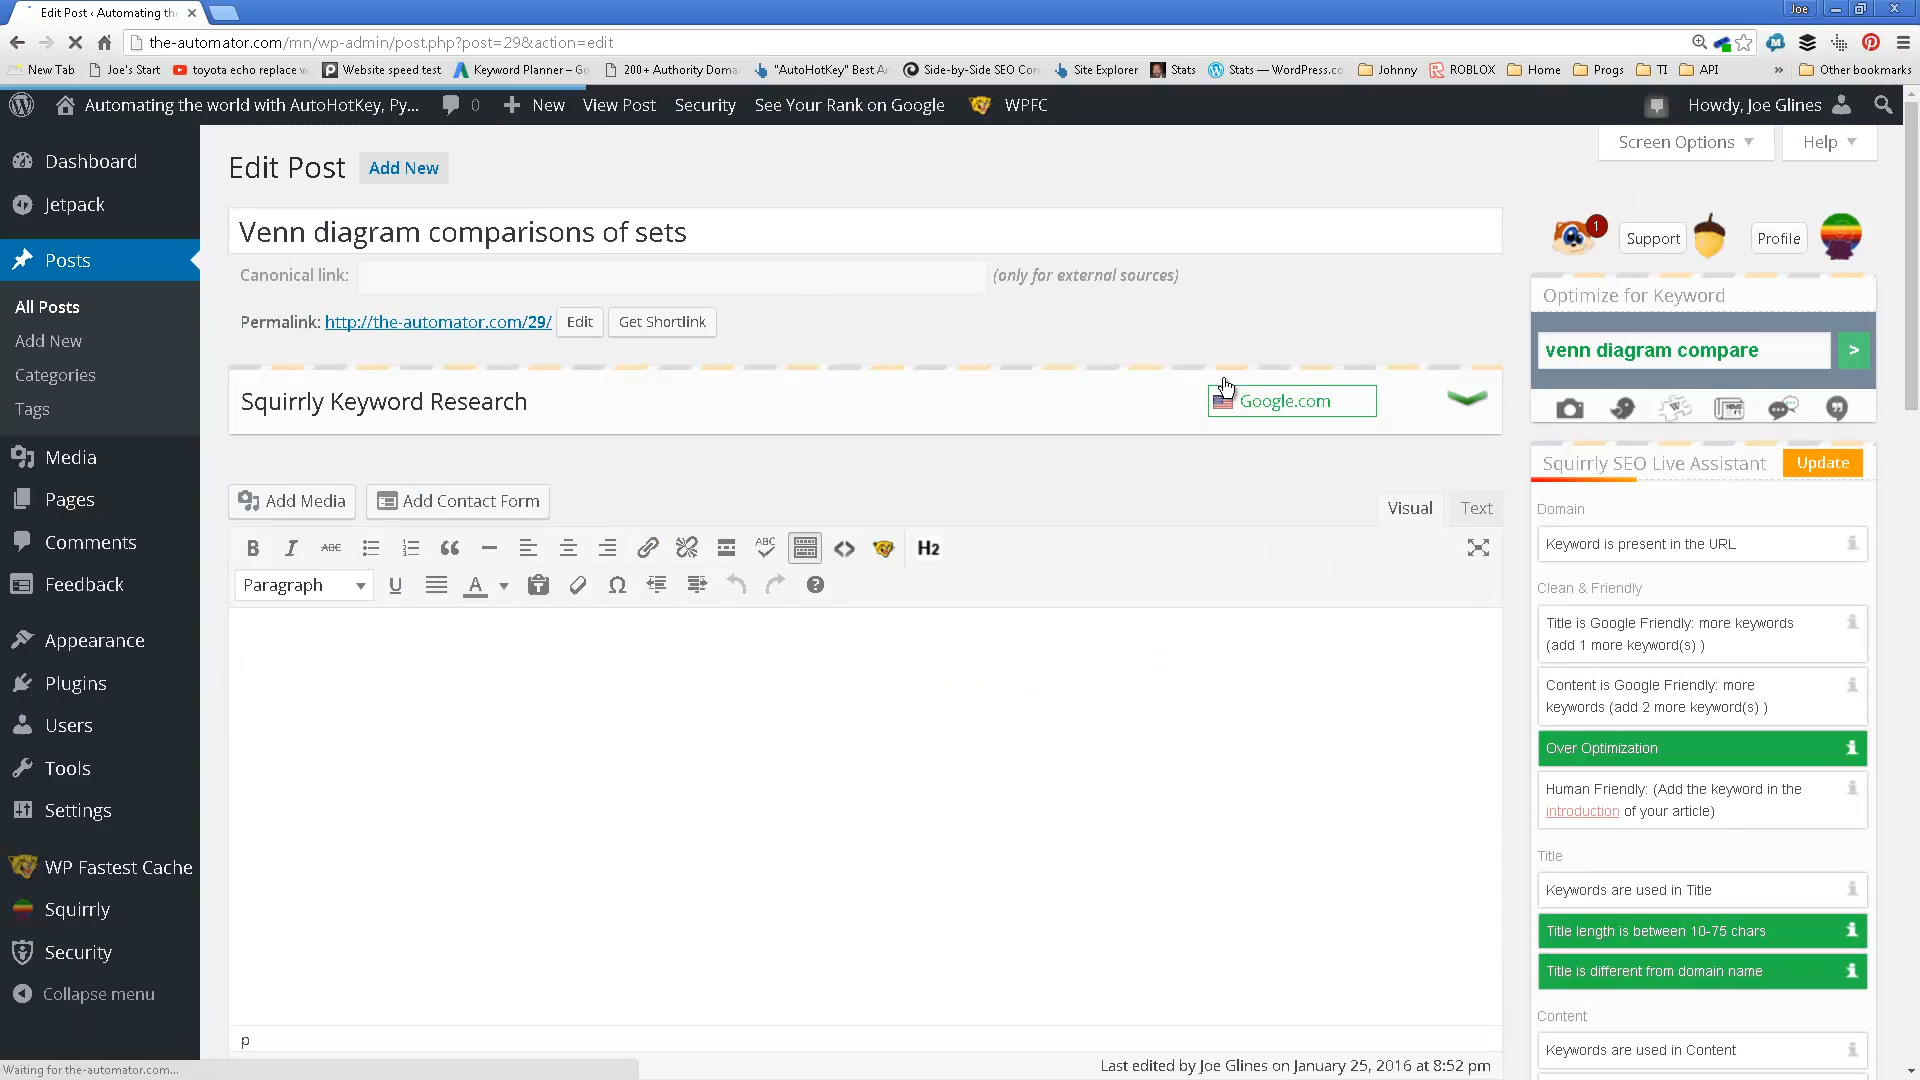 Edit Post ‹ Automating th
Joe
the-automator.com/mn/wp-admin/post.php?post=29&action=edit
New Tab Joe's Start toyota echo replace Website speed test Keyword Planner – Go 200+ Authority Doma "AutoHotKey" Best Ar Side-by-Side SEO Con Site Explorer Stats Stats — WordPress.co Johnny ROBLOX Home Progs TI API » Other bookmarks
Automating the world with AutoHotKey, Py... 0 New View Post Security See Your Rank on Google WPFC Howdy, Joe Glines
Screen Options Help
Dashboard
Jetpack
Posts
All Posts
Add New
Categories
Tags
Media
Pages
Comments
Feedback
Appearance
Plugins
Users
Tools
Settings
WP Fastest Cache
Squirrly
Security
Collapse menu
Edit Post Add New
Venn diagram comparisons of sets
Canonical link: (only for external sources)
Permalink: http://the-automator.com/29/ Edit Get Shortlink
Squirrly Keyword Research Google.com
Add Media Add Contact Form Visual Text
B I ABC ABC H2
Paragraph U A Ω
p
Last edited by Joe Glines on January 25, 2016 at 8:52 pm
1 Support Profile
Optimize for Keyword
venn diagram compare >
Squirrly SEO Live Assistant Update
Domain
Keyword is present in the URL
Clean & Friendly
Title is Google Friendly: more keywords
(add 1 more keyword(s) )
Content is Google Friendly: more
keywords (add 2 more keyword(s) )
Over Optimization
Human Friendly: (Add the keyword in the
introduction of your article)
Title
Keywords are used in Title
Title length is between 10-75 chars
Title is different from domain name
Content
Keywords are used in Content
Waiting for the-automator.com...